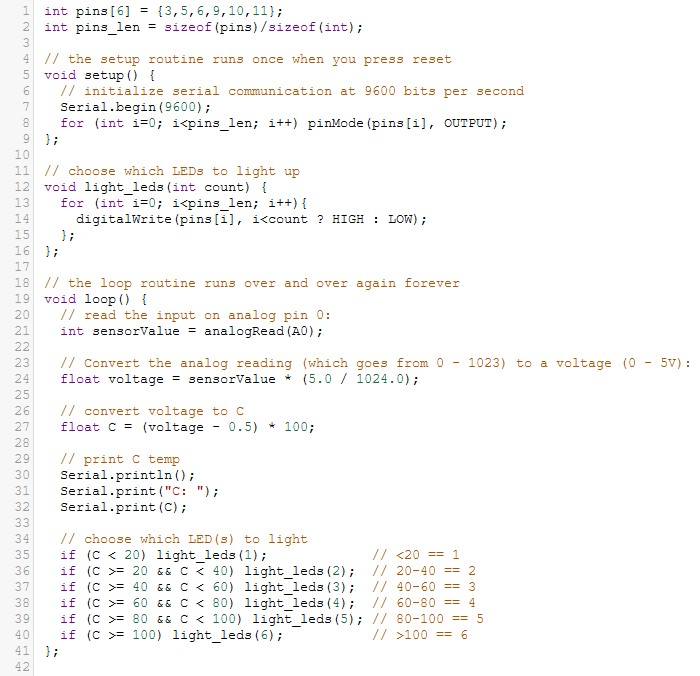 1 int pins[6] = {3,5,6,9,10,11};
2 int pins_len = sizeof(pins)/sizeof(int);
3
4 // the setup routine runs once when you press reset
5 void setup() {
6   // initialize serial communication at 9600 bits per second
7   Serial.begin(9600);
8   for (int i=0; i<pins_len; i++) pinMode(pins[i], OUTPUT);
9 };
10
11 // choose which LEDs to light up
12 void light_leds(int count) {
13   for (int i=0; i<pins_len; i++){
14     digitalWrite(pins[i], i<count ? HIGH : LOW);
15   };
16 };
17
18 // the loop routine runs over and over again forever
19 void loop() {
20   // read the input on analog pin 0:
21   int sensorValue = analogRead(A0);
22
23   // Convert the analog reading (which goes from 0 - 1023) to a voltage (0 - 5V):
24   float voltage = sensorValue * (5.0 / 1024.0);
25
26   // convert voltage to C
27   float C = (voltage - 0.5) * 100;
28
29   // print C temp
30   Serial.println();
31   Serial.print("C: ");
32   Serial.print(C);
33
34   // choose which LED(s) to light
35   if (C < 20) light_leds(1);             // <20 == 1
36   if (C >= 20 && C < 40) light_leds(2);  // 20-40 == 2
37   if (C >= 40 && C < 60) light_leds(3);  // 40-60 == 3
38   if (C >= 60 && C < 80) light_leds(4);  // 60-80 == 4
39   if (C >= 80 && C < 100) light_leds(5); // 80-100 == 5
40   if (C >= 100) light_leds(6);           // >100 == 6
41 };
42